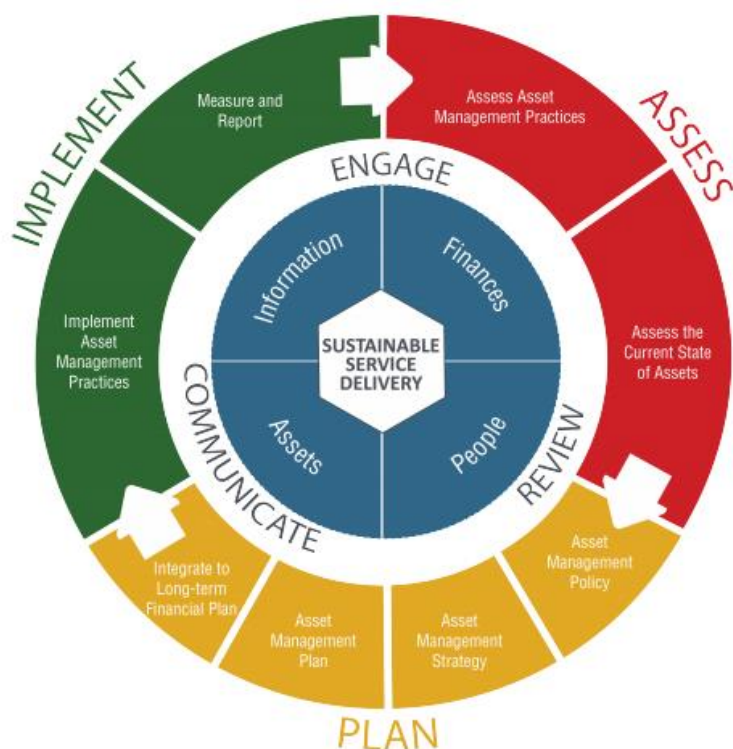 IMPLEMENT
ASSESS
PLAN
Measure and
Report
Assess Asset
Management Practices
Assess the
Current State
of Assets
Asset
Management
Policy
Asset
Management
Strategy
Asset
Management
Plan
Integrate to
Long-term
Financial Plan
Implement
Asset
Management
Practices
ENGAGE
REVIEW
COMMUNICATE
Information
Finances
People
Assets
SUSTAINABLE
SERVICE
DELIVERY